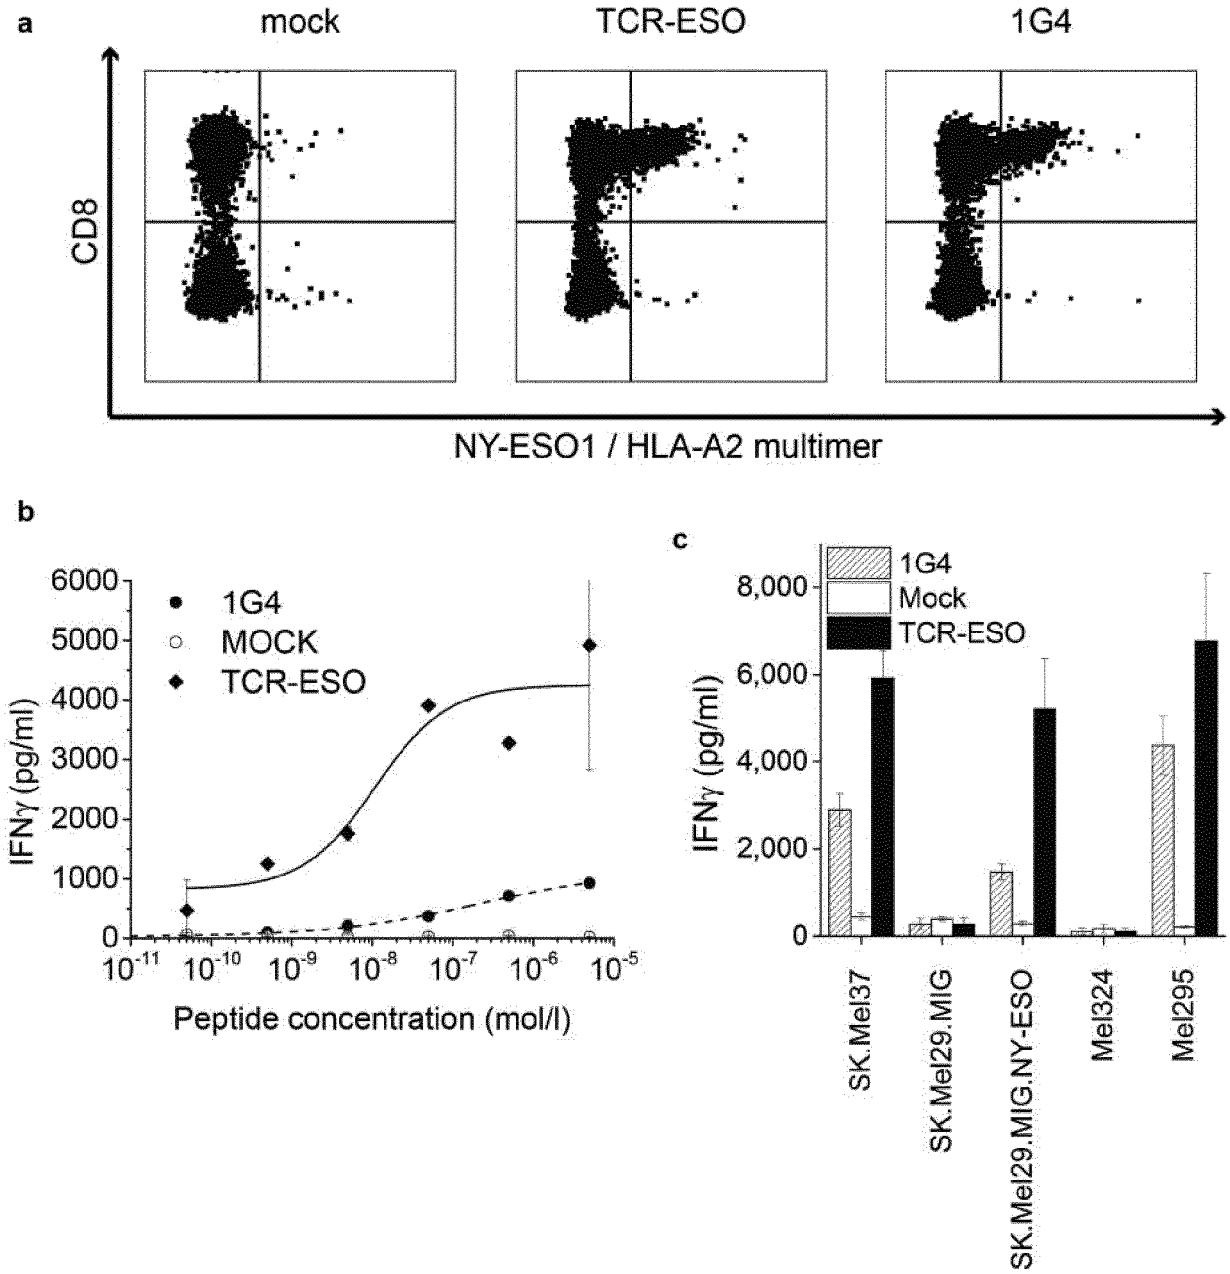 a
mock
TCR-ESO
1G4
CD8
NY-ESO1 / HLA-A2 multimer
b
6000
5000
4000
3000
2000
1000
0
IFNγ (pg/ml)
1G4
MOCK
TCR-ESO
10-11
10-10
10-9
10-8
10-7
10-6
10-5
Peptide concentration (mol/l)
c
8,000
6,000
4,000
2,000
0
IFNγ (pg/ml)
1G4
Mock
TCR-ESO
SK.Mel37
SK.Mel29.MIG
SK.Mel29.MIG.NY-ESO
Mel324
Mel295